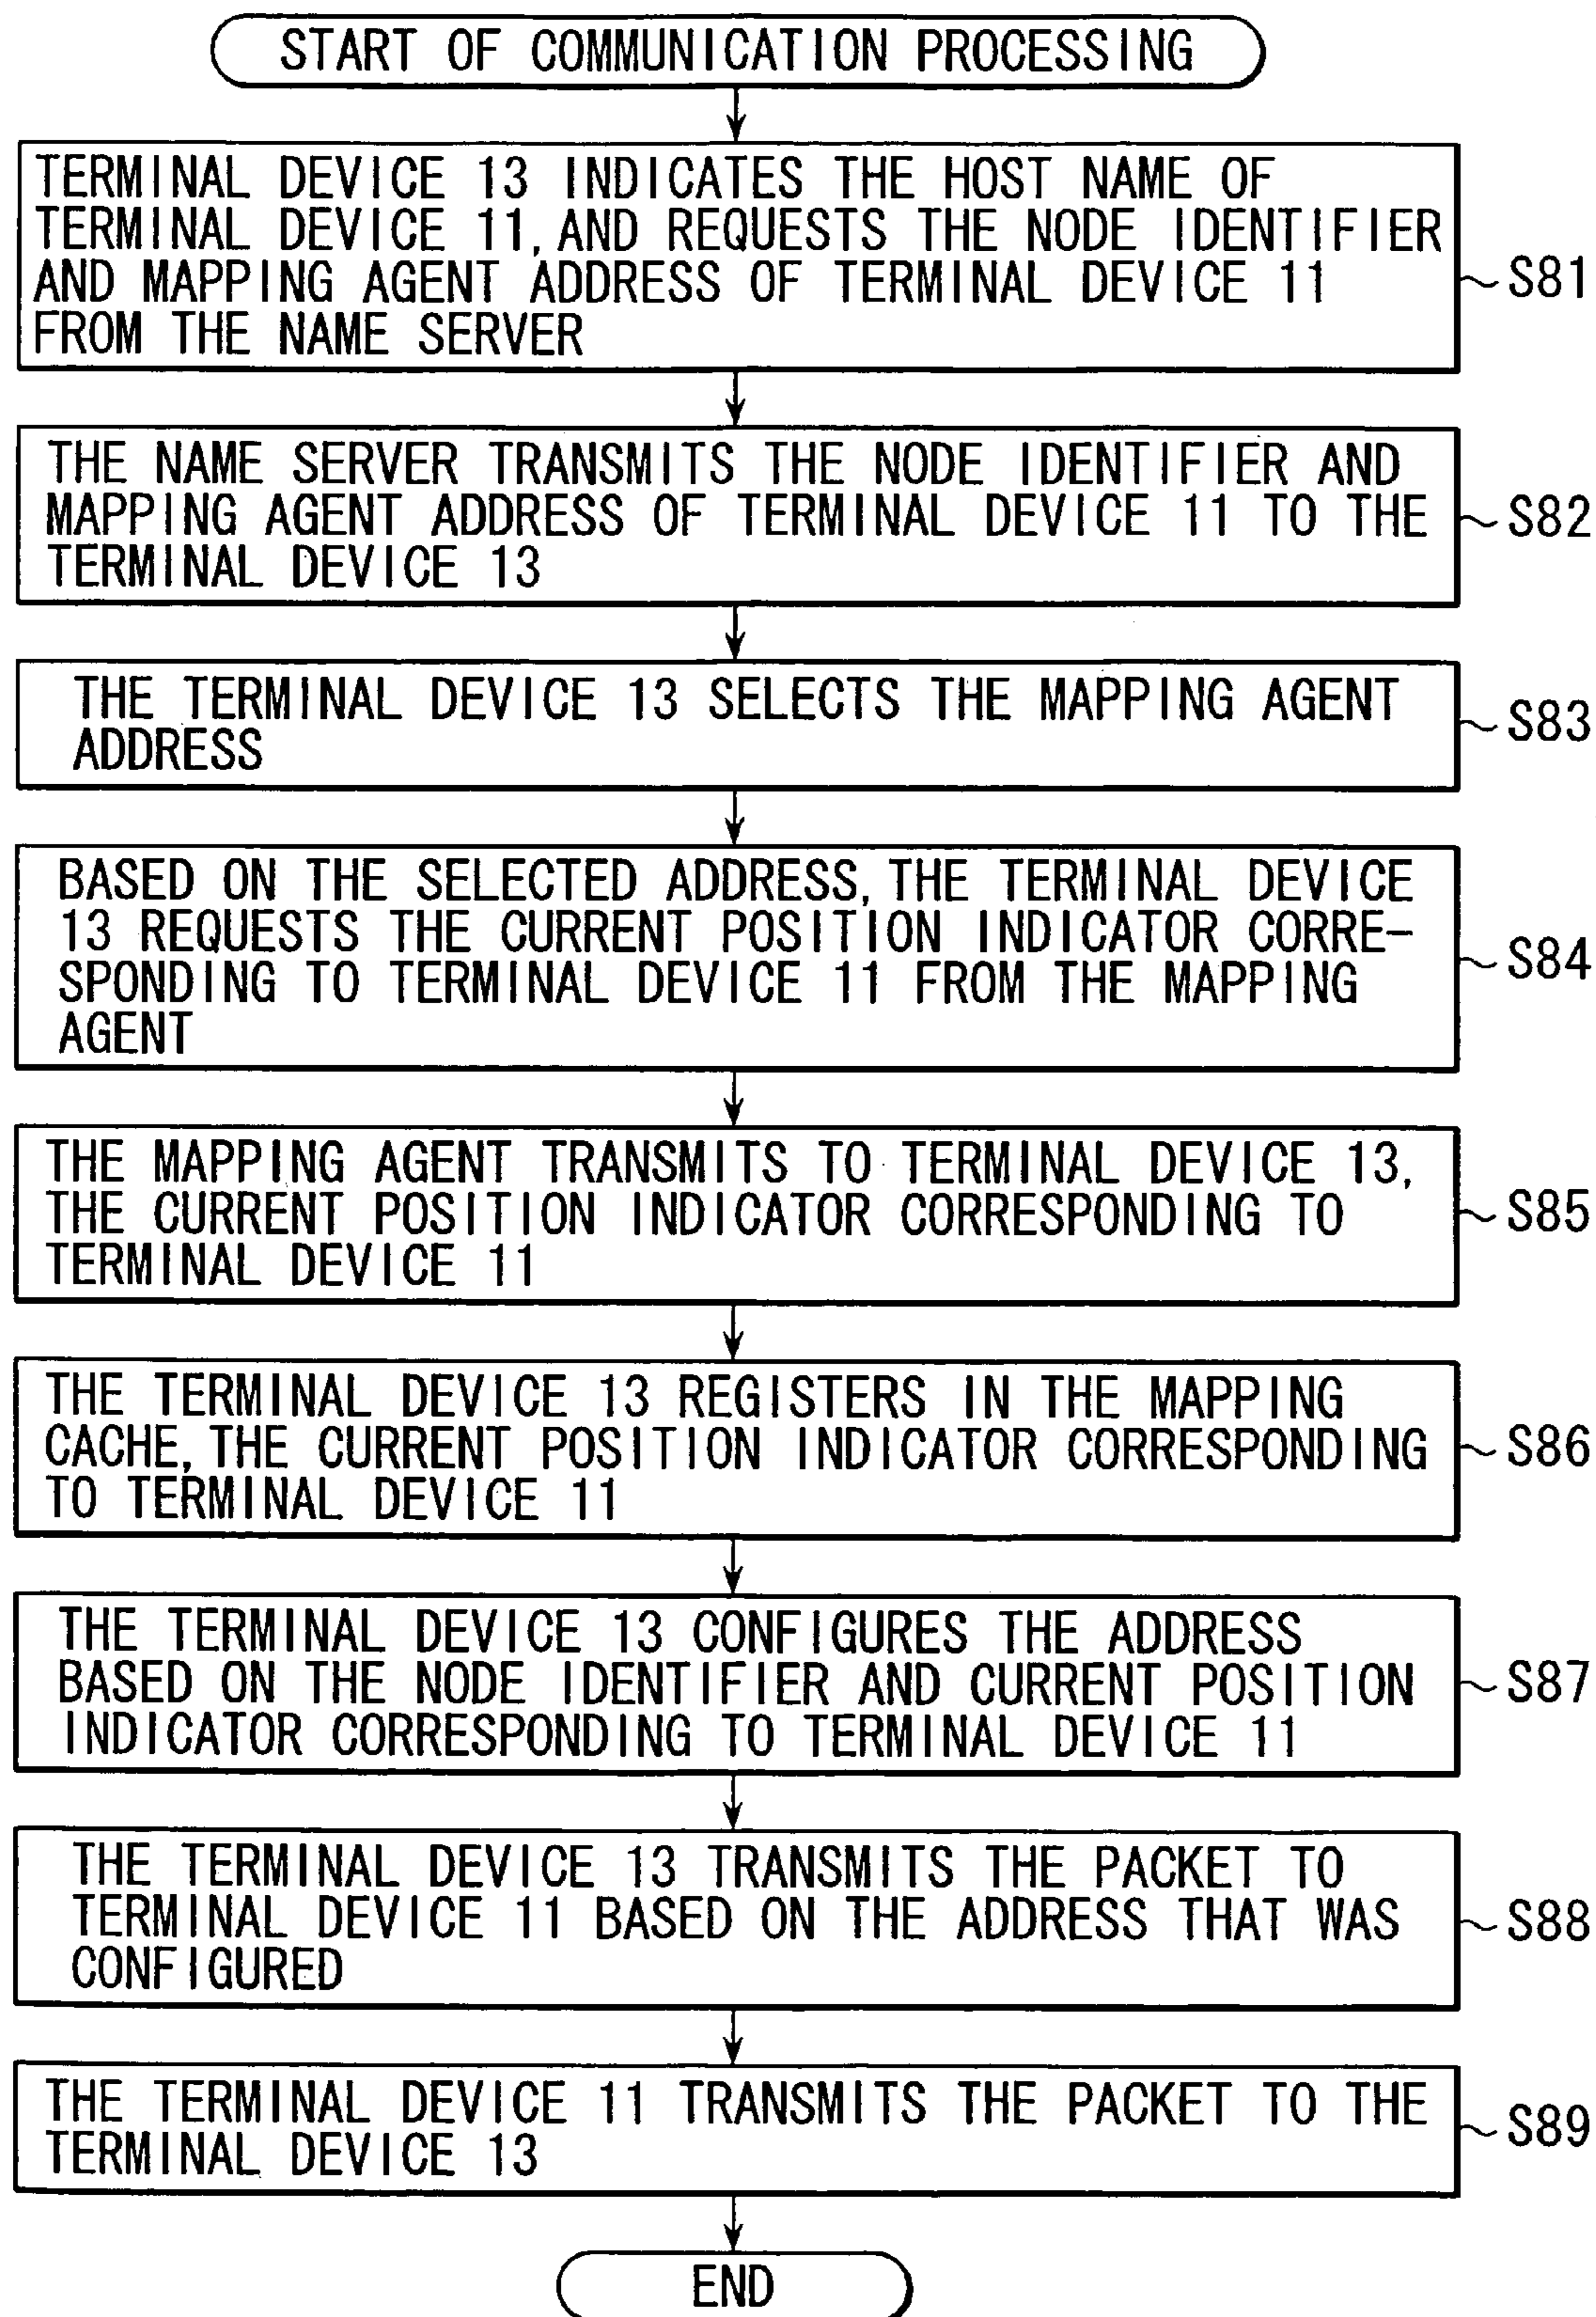 START OF COMMUNICATION PROCESSING
TERMINAL DEVICE 13 INDICATES THE HOST NAME OF
TERMINAL DEVICE 11, AND REQUESTS THE NODE IDENTIFIER
AND MAPPING AGENT ADDRESS OF TERMINAL DEVICE 11
FROM THE NAME SERVER
S81
THE NAME SERVER TRANSMITS THE NODE IDENTIFIER AND
MAPPING AGENT ADDRESS OF TERMINAL DEVICE 11 TO THE
TERMINAL DEVICE 13
S82
THE TERMINAL DEVICE 13 SELECTS THE MAPPING AGENT
ADDRESS
S83
BASED ON THE SELECTED ADDRESS, THE TERMINAL DEVICE
13 REQUESTS THE CURRENT POSITION INDICATOR CORRE-
SPONDING TO TERMINAL DEVICE 11 FROM THE MAPPING
AGENT
S84
THE MAPPING AGENT TRANSMITS TO TERMINAL DEVICE 13,
THE CURRENT POSITION INDICATOR CORRESPONDING TO
TERMINAL DEVICE 11
S85
THE TERMINAL DEVICE 13 REGISTERS IN THE MAPPING
CACHE, THE CURRENT POSITION INDICATOR CORRESPONDING
TO TERMINAL DEVICE 11
S86
THE TERMINAL DEVICE 13 CONFIGURES THE ADDRESS
BASED ON THE NODE IDENTIFIER AND CURRENT POSITION
INDICATOR CORRESPONDING TO TERMINAL DEVICE 11
S87
THE TERMINAL DEVICE 13 TRANSMITS THE PACKET TO
TERMINAL DEVICE 11 BASED ON THE ADDRESS THAT WAS
CONFIGURED
S88
THE TERMINAL DEVICE 11 TRANSMITS THE PACKET TO THE
TERMINAL DEVICE 13
S89
END